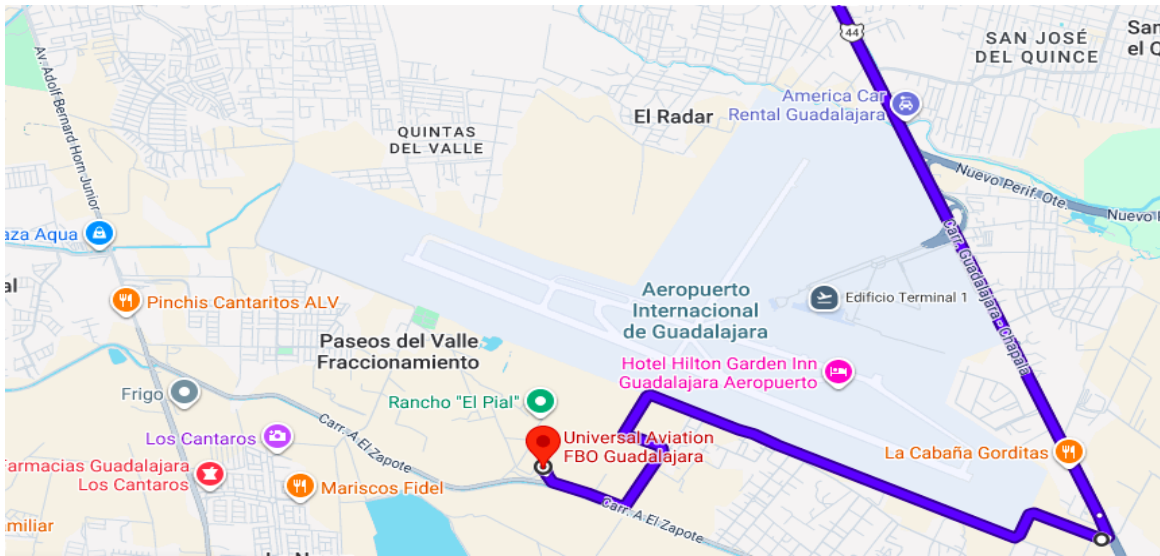 Av. Adolf Bernard Horn Junior
44
SAN JOSÉ
DEL QUINCE
San
el Q
America Car
Rental Guadalajara
El Radar
QUINTAS
DEL VALLE
Nuevo Perif. Ote.
Nuevo P
aza Aqua
Carr. Guadalajara - Chapala
al
Pinchis Cantaritos ALV
Aeropuerto
Internacional
de Guadalajara
Edificio Terminal 1
Paseos del Valle
Fraccionamiento
Hotel Hilton Garden Inn
Guadalajara Aeropuerto
Frigo
Rancho "El Pial"
Carr. A El Zapote
Los Cantaros
Universal Aviation
FBO Guadalajara
La Cabaña Gorditas
Farmacias Guadalajara
Los Cantaros
Mariscos Fidel
Carr. A El Zapote
amiliar